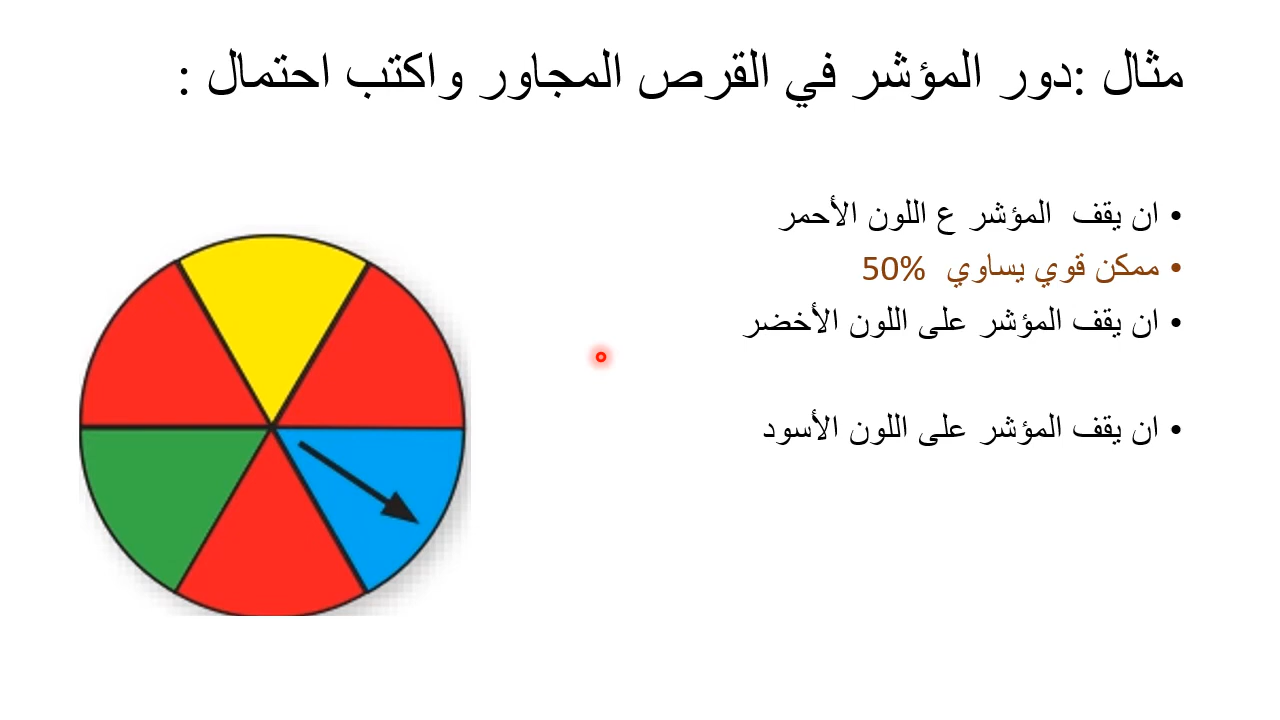 مثال :دور المؤشر في القرص المجاور واكتب احتمال :
• ان يقف المؤشر ع اللون الأحمر
• ممكن قوي يساوي 50%
• ان يقف المؤشر على اللون الأخضر
• ان يقف المؤشر على اللون الأسود